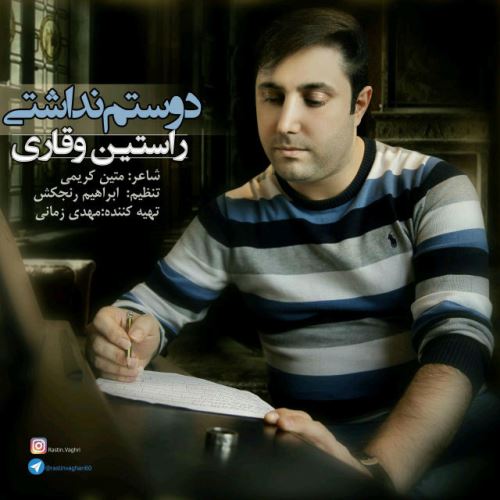 دوستم نداشتی
راستین وقاری
شاعر: متین کریمی
تنظیم: ابراهیم رنجکش
تهیه کننده:مهدی زمانی
Rastin.Vaghri
@rastinvaghari60